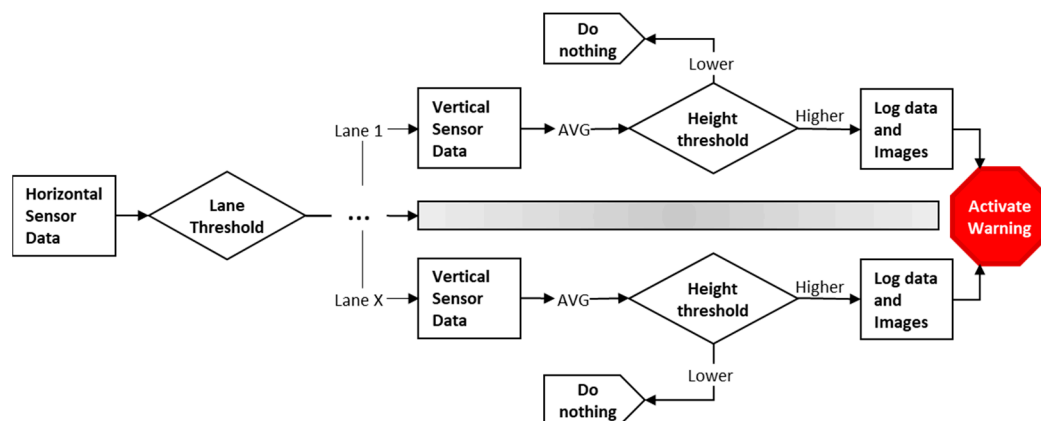 Do
nothing
Lower
Lane 1
Vertical
Sensor
Data
AVG
Height
threshold
Higher
Log data
and
Images
Horizontal
Sensor
Data
Lane
Threshold
...
Activate
Warning
Lane X
Vertical
Sensor
Data
AVG
Height
threshold
Higher
Log data
and
Images
Lower
Do
nothing